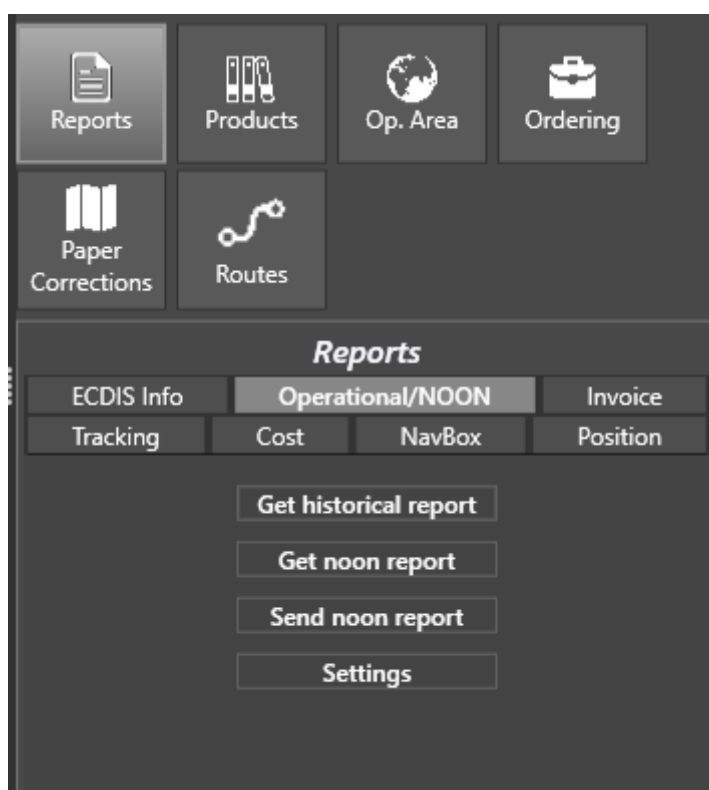 Reports
Products
Op. Area
Ordering
Paper
Corrections
Routes
Reports
ECDIS Info
Operational/NOON
Invoice
Tracking
Cost
NavBox
Position
Get historical report
Get noon report
Send noon report
Settings